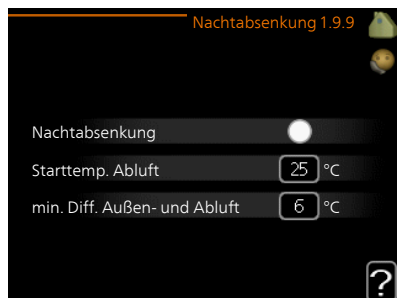 Nachtabsenkung 1.9.9
Nachtabsenkung
Starttemp. Abluft 25 °C
min. Diff. Außen- und Abluft 6 °C
?